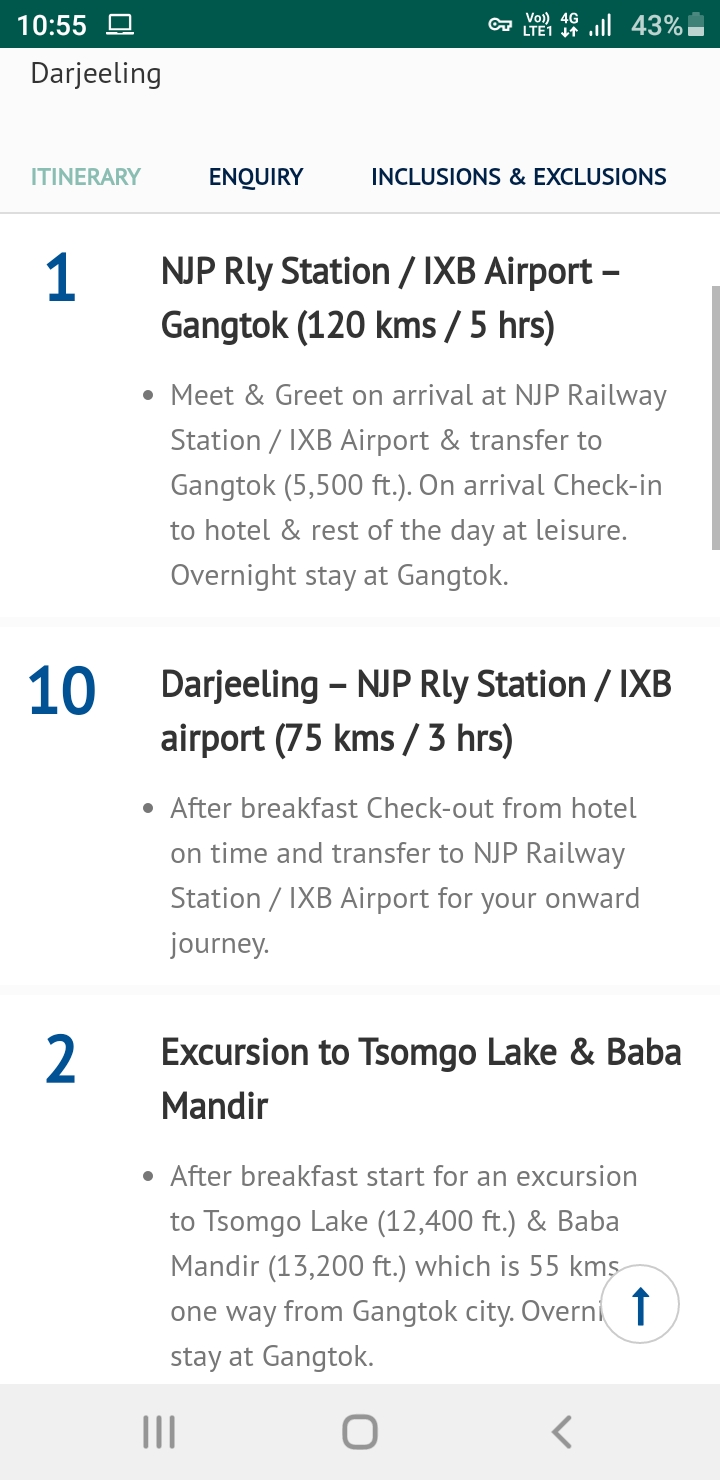 10:55 Vo)) LTE1 4G 43%
Darjeeling
ITINERARY ENQUIRY INCLUSIONS & EXCLUSIONS
1
NJP Rly Station / IXB Airport –
Gangtok (120 kms / 5 hrs)
• Meet & Greet on arrival at NJP Railway
Station / IXB Airport & transfer to
Gangtok (5,500 ft.). On arrival Check-in
to hotel & rest of the day at leisure.
Overnight stay at Gangtok.
10
Darjeeling – NJP Rly Station / IXB
airport (75 kms / 3 hrs)
• After breakfast Check-out from hotel
on time and transfer to NJP Railway
Station / IXB Airport for your onward
journey.
2
Excursion to Tsomgo Lake & Baba
Mandir
• After breakfast start for an excursion
to Tsomgo Lake (12,400 ft.) & Baba
Mandir (13,200 ft.) which is 55 kms
one way from Gangtok city. Overni
stay at Gangtok.